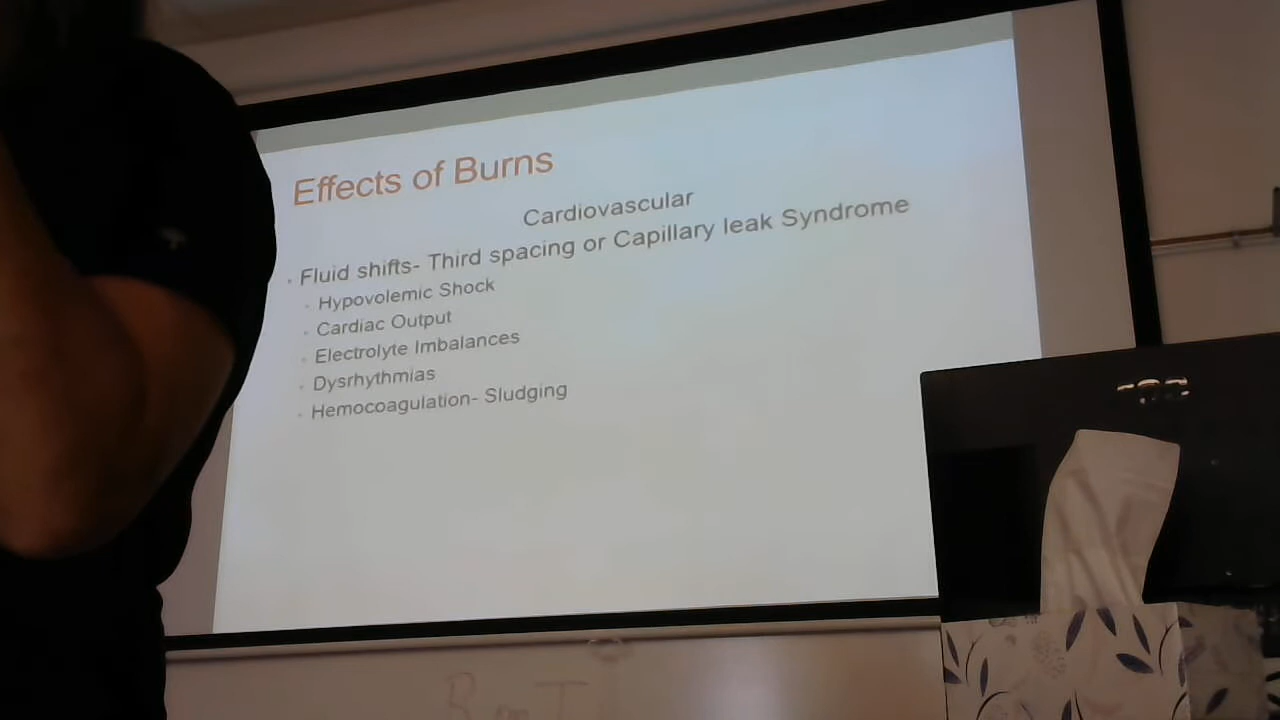 Effects of Burns
Cardiovascular
Fluid shifts- Third spacing or Capillary leak Syndrome
Hypovolemic Shock
Cardiac Output
Electrolyte Imbalances
Dysrhythmias
Hemocoagulation- Sludging